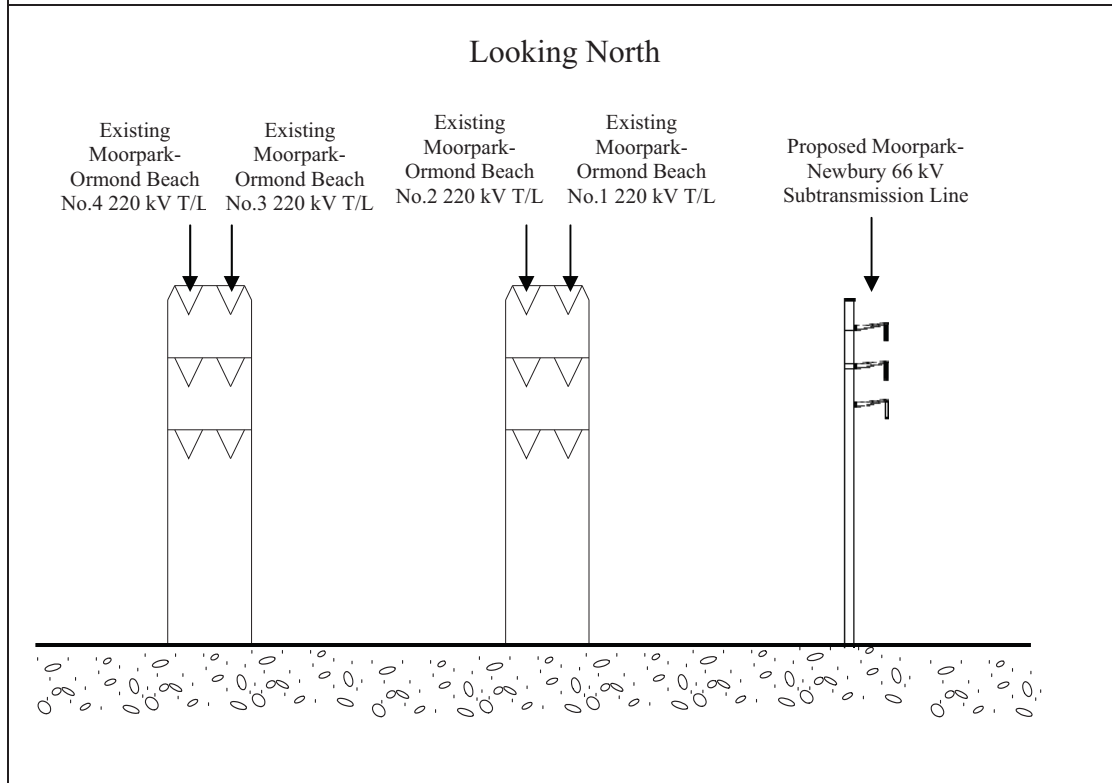 Looking North
Existing
Moorpark-
Ormond Beach
No.4 220 kV T/L
Existing
Moorpark-
Ormond Beach
No.3 220 kV T/L
Existing
Moorpark-
Ormond Beach
No.2 220 kV T/L
Existing
Moorpark-
Ormond Beach
No.1 220 kV T/L
Proposed Moorpark-
Newbury 66 kV
Subtransmission Line